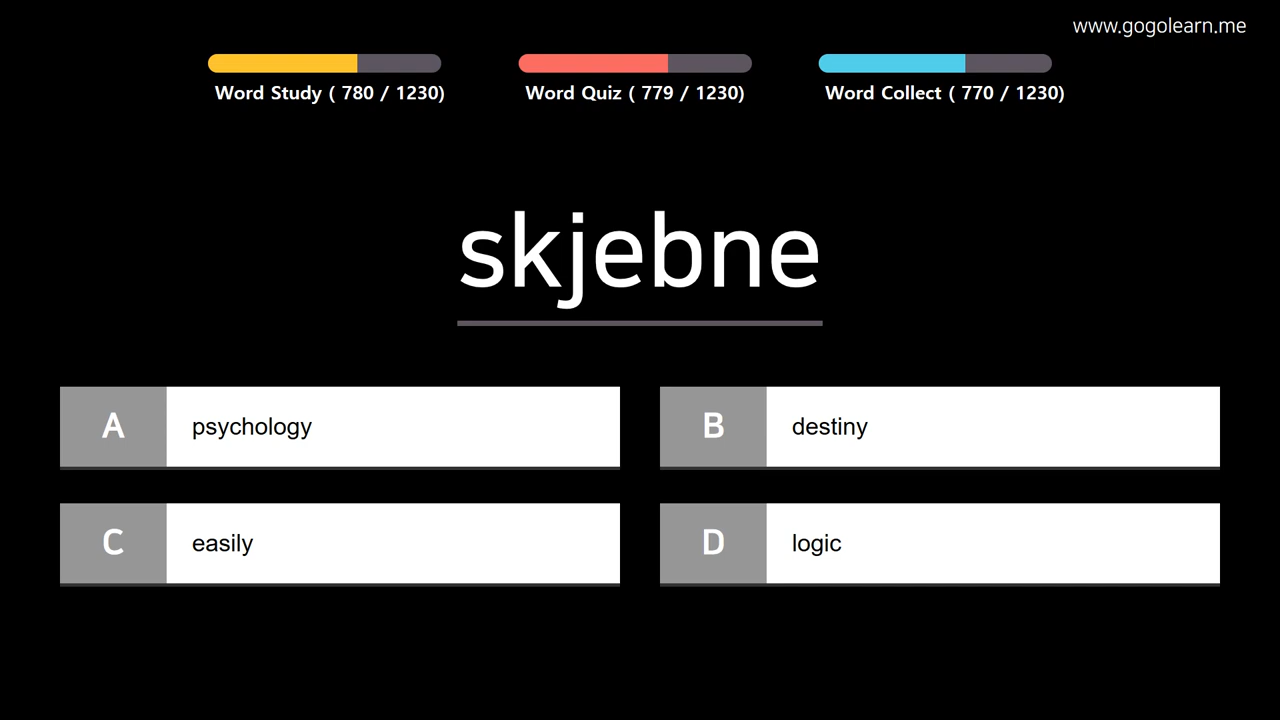 www.gogolearn.me
Word Study ( 780 / 1230)
Word Quiz ( 779 / 1230)
Word Collect ( 770 / 1230)
skjebne
A psychology
B destiny
C easily
D logic